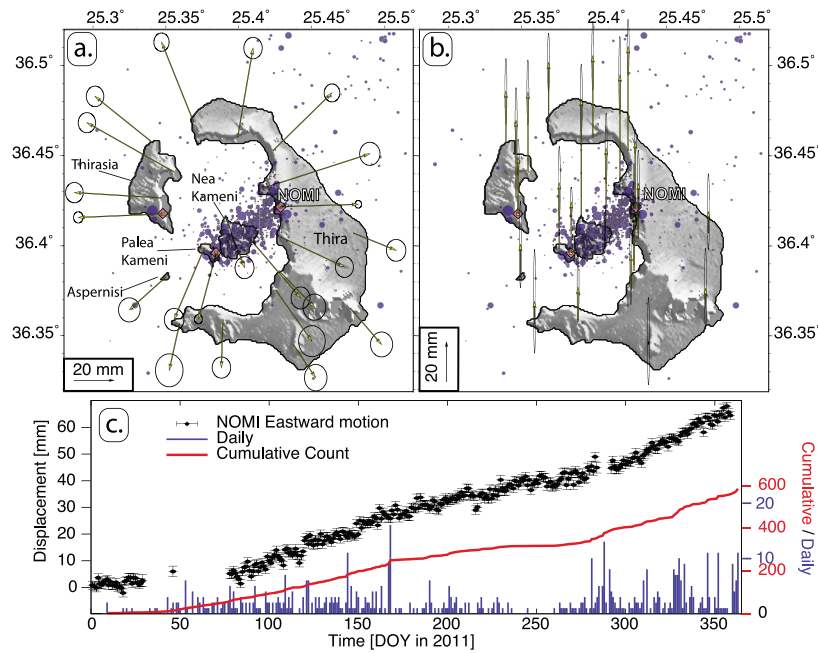 25.3˚ 25.35˚ 25.4˚ 25.45˚ 25.5˚ 25.3˚ 25.35˚ 25.4˚ 25.45˚ 25.5˚
a. b.
36.5˚ 36.5˚
36.45˚ 36.45˚
Thirasia
Nea
Kameni
NOMI NOMI
36.4˚ 36.4˚
Thira
Palea
Kameni
Aspernisi
36.35˚ 36.35˚
20 mm 20 mm
c.
NOMI Eastward motion
Daily
Cumulative Count
Displacement [mm]
60
50
40
30
20
10
0
Cumulative / Daily
600
20
400
10
200
0
0 50 100 150 200 250 300 350
Time [DOY in 2011]